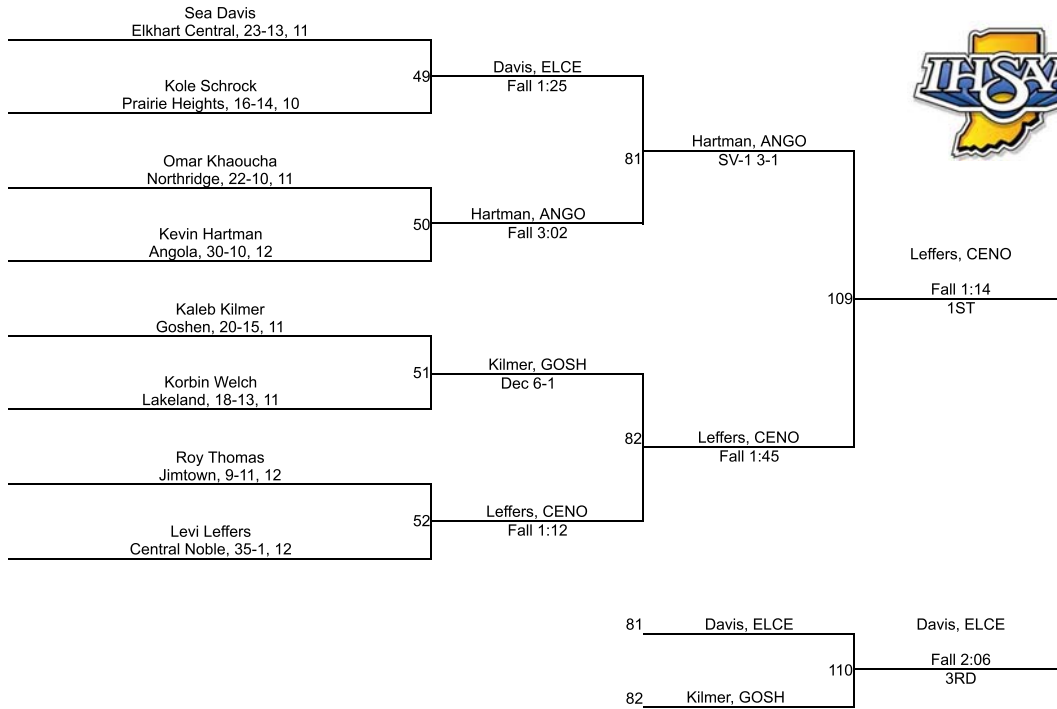 Sea Davis
Elkhart Central, 23-13, 11
49
Kole Schrock
Prairie Heights, 16-14, 10
Davis, ELCE
Fall 1:25
Omar Khaoucha
Northridge, 22-10, 11
50
Kevin Hartman
Angola, 30-10, 12
Hartman, ANGO
Fall 3:02
81
Hartman, ANGO
SV-1 3-1
Kaleb Kilmer
Goshen, 20-15, 11
51
Korbin Welch
Lakeland, 18-13, 11
Kilmer, GOSH
Dec 6-1
Roy Thomas
Jimtown, 9-11, 12
52
Levi Leffers
Central Noble, 35-1, 12
Leffers, CENO
Fall 1:12
82
Leffers, CENO
Fall 1:45
109
Leffers, CENO
Fall 1:14
1ST
81
Davis, ELCE
82
Kilmer, GOSH
110
Davis, ELCE
Fall 2:06
3RD
IHSAA